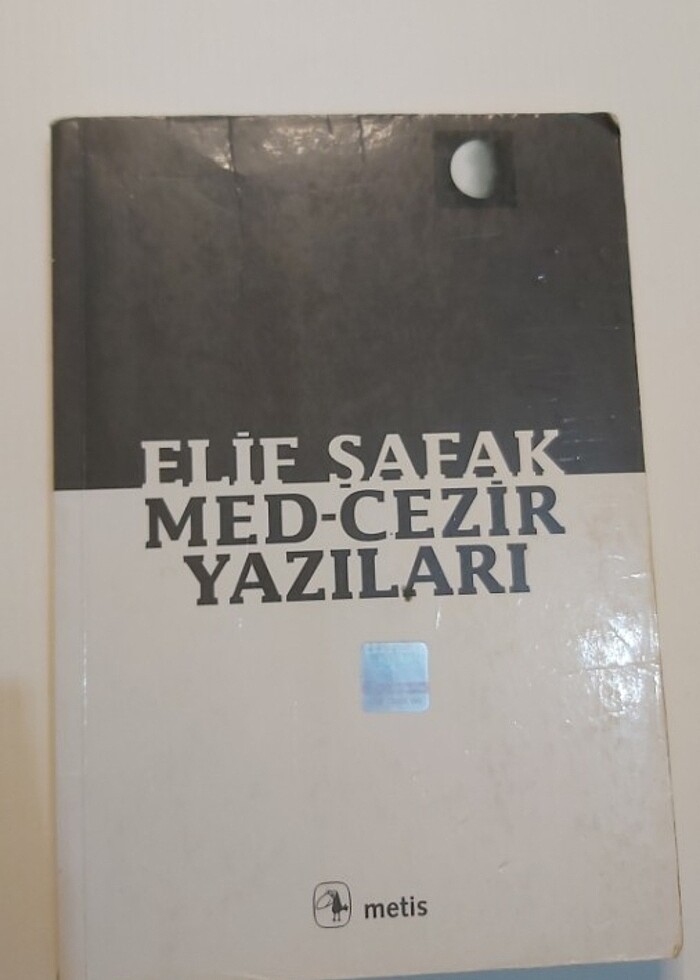 ELİF ŞAFAK
MED-CEZİR
YAZILARI
metis